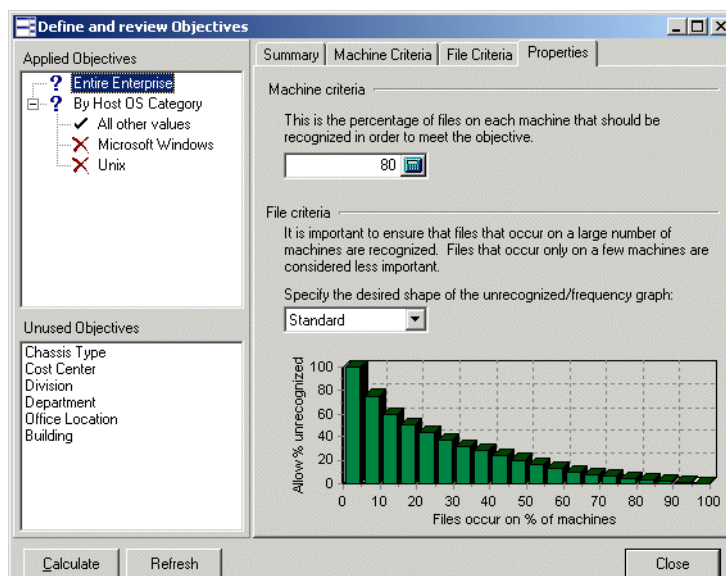 Define and review Objectives
Applied Objectives
? Entire Enterprise
? By Host OS Category
All other values
Microsoft Windows
Unix
Unused Objectives
Chassis Type
Cost Center
Division
Department
Office Location
Building
Calculate
Refresh
Summary
Machine Criteria
File Criteria
Properties
Machine criteria
This is the percentage of files on each machine that should be
recognized in order to meet the objective.
80
File criteria
It is important to ensure that files that occur on a large number of
machines are recognized. Files that occur only on a few machines are
considered less important.
Specify the desired shape of the unrecognized/frequency graph:
Standard
Allow % unrecognized
100
80
60
40
20
0
0 10 20 30 40 50 60 70 80 90 100
Files occur on % of machines
Close